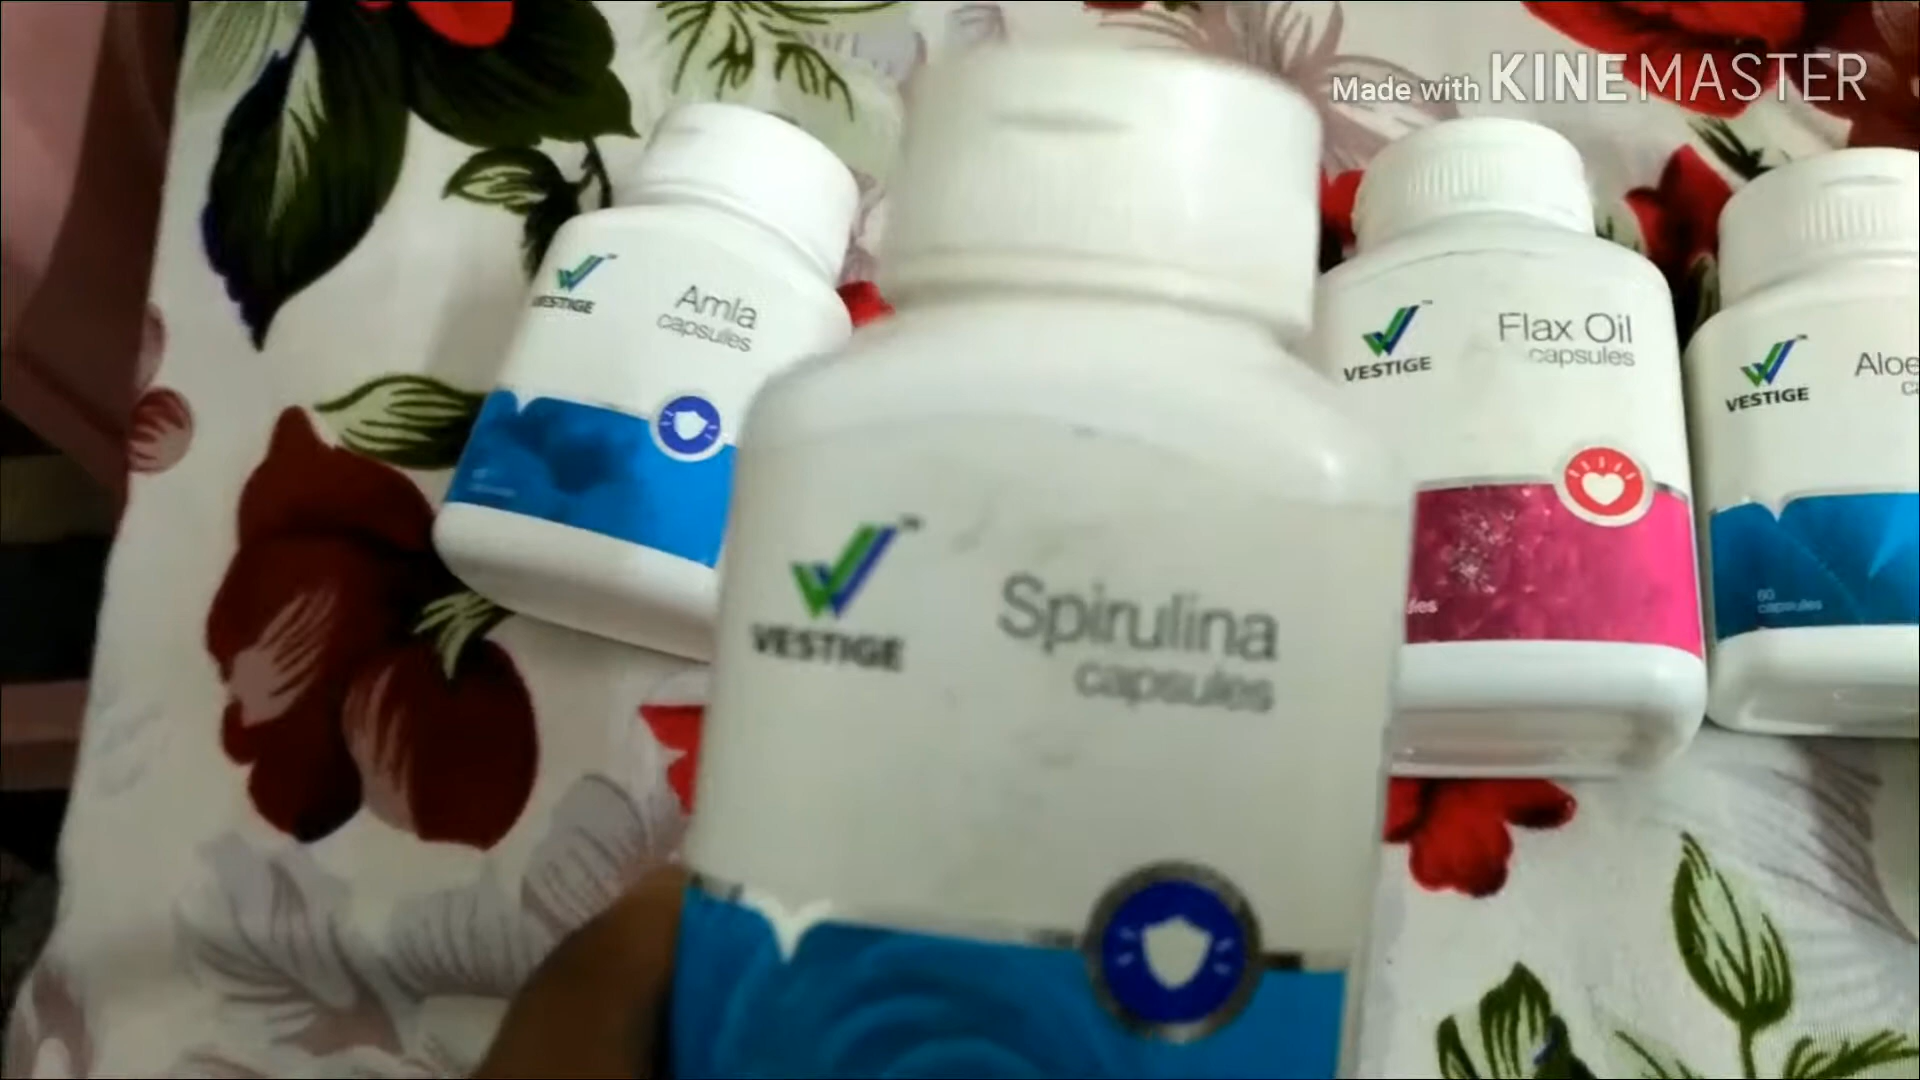 Made with KINEMASTER
VESTIGE
Amla
capsules
VESTIGE
Spirulina
capsules
VESTIGE
Flax Oil
capsules
VESTIGE
Aloe
60
capsules